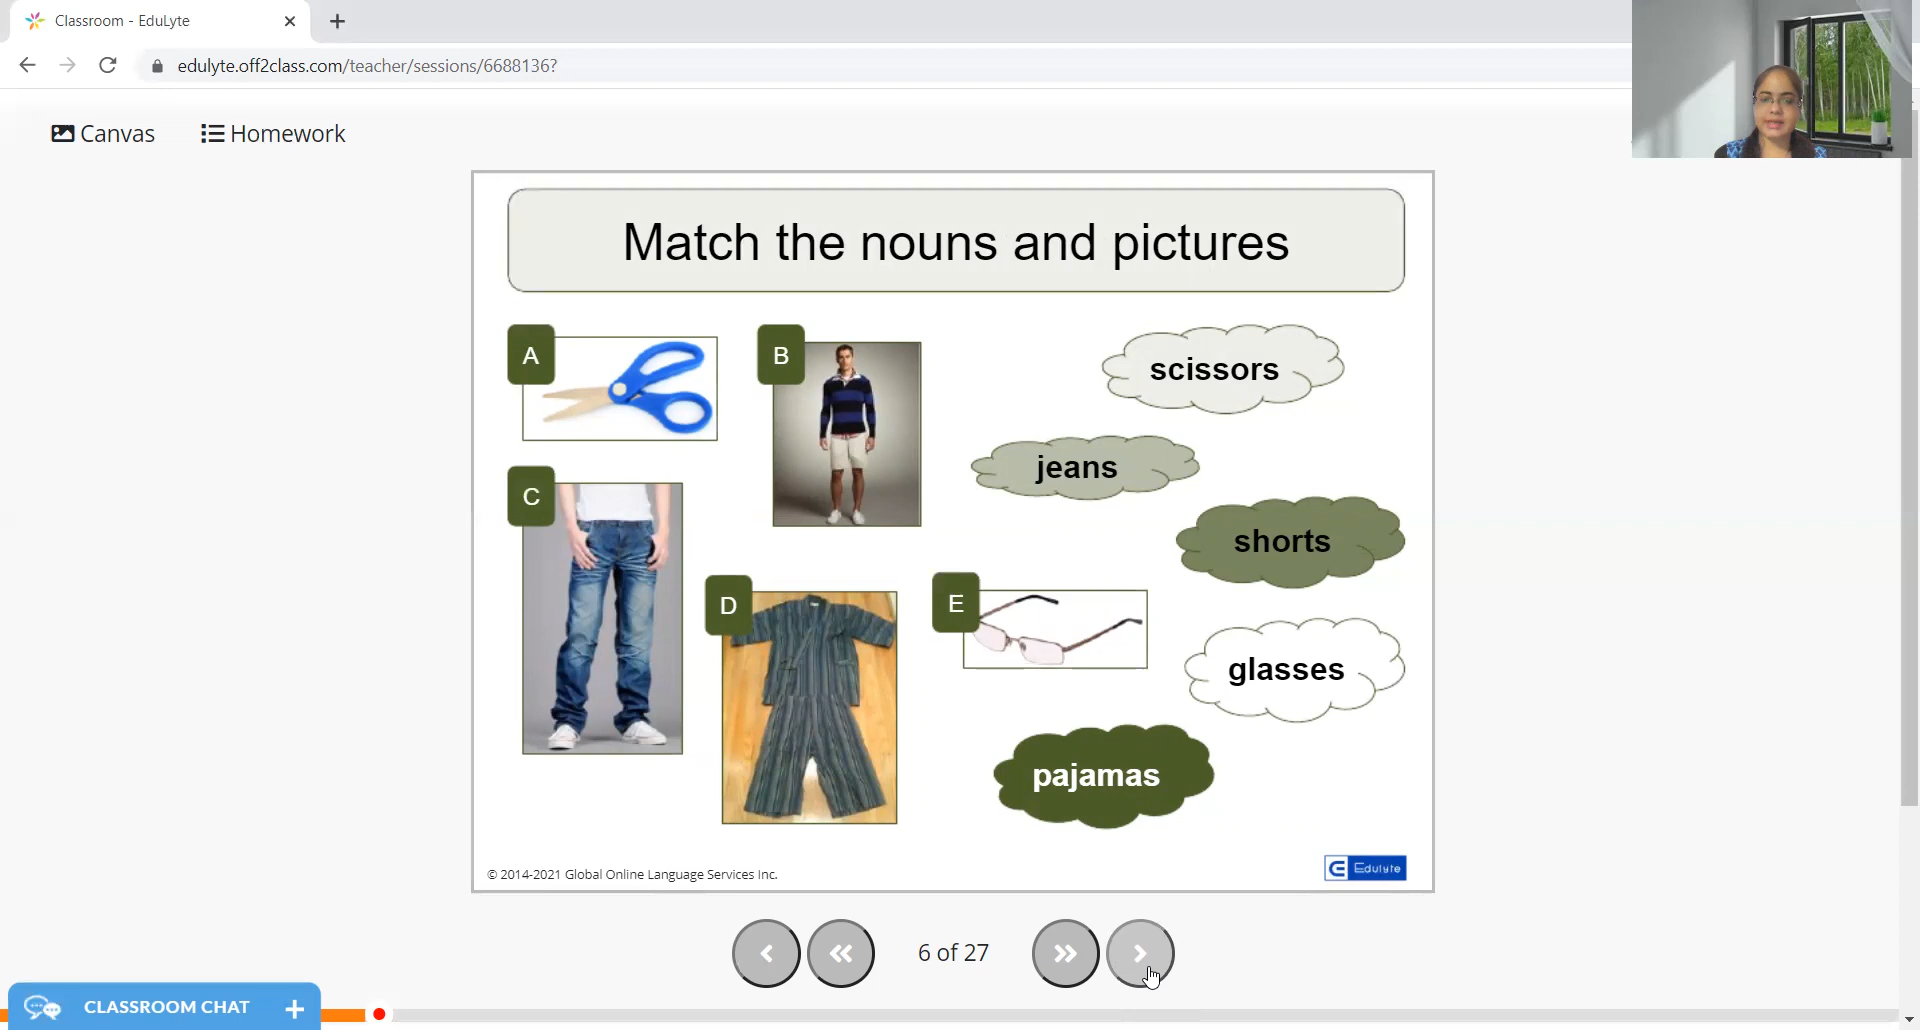 Classroom - EduLyte
edulyte.off2class.com/teacher/sessions/6688136?
Canvas
Homework
Match the nouns and pictures
A
B
scissors
jeans
C
shorts
D
E
glasses
pajamas
© 2014-2021 Global Online Language Services Inc.
Edulyte
6 of 27
CLASSROOM CHAT